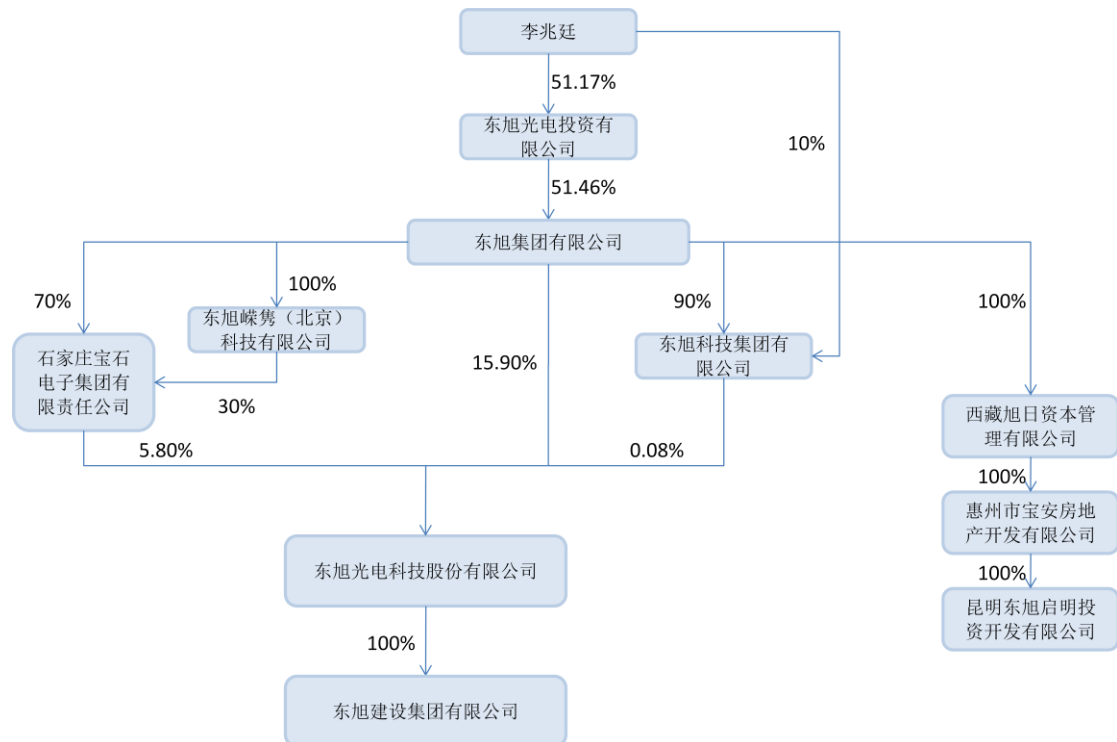 李兆廷
51.17%
东旭光电投资有
限公司
10%
51.46%
东旭集团有限公司
70%
100%
90%
100%
东旭嵘隽（北京）
科技有限公司
石家庄宝石
电子集团有
限责任公司
15.90%
东旭科技集团有
限公司
30%
西藏旭日资本管
理有限公司
5.80%
0.08%
100%
惠州市宝安房地
产开发有限公司
东旭光电科技股份有限公司
100%
昆明东旭启明投
资开发有限公司
100%
东旭建设集团有限公司